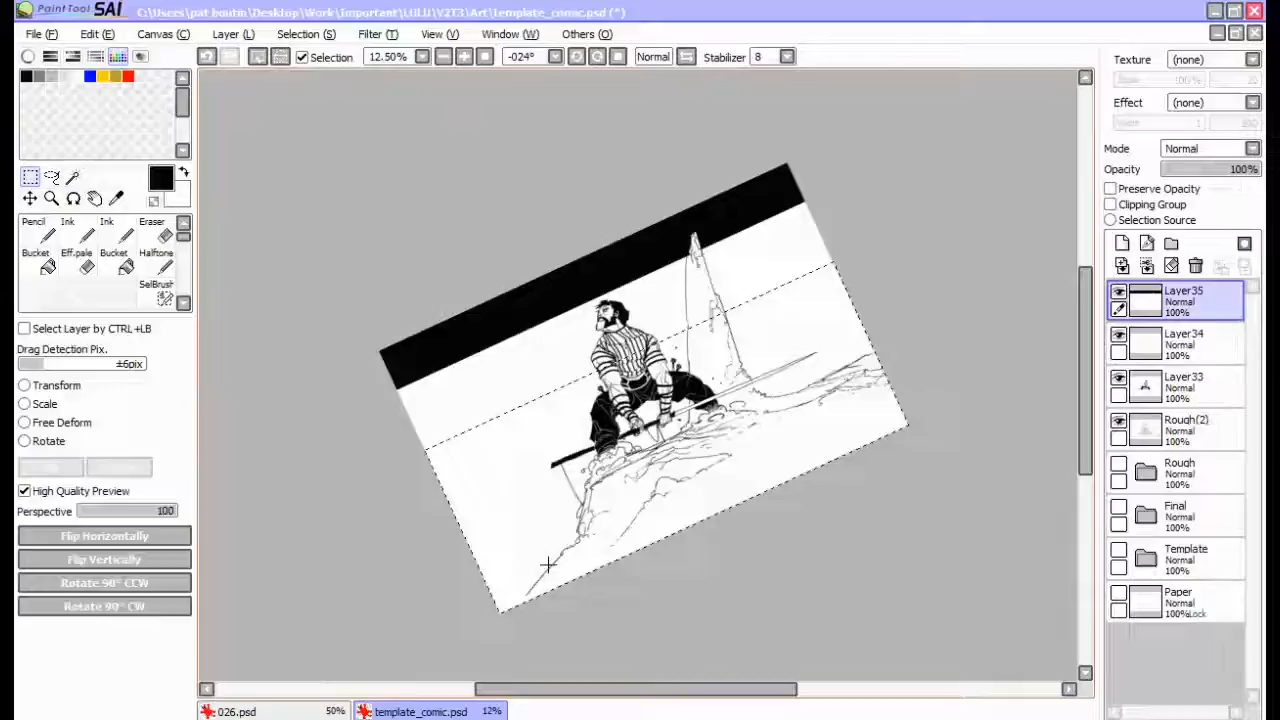 PaintTool SAI C:\Users\pat boutin\Desktop\Work\Important\LULU\V2T3\Art\template_comic.psd (*)
File (F) Edit (E) Canvas (C) Layer (L) Selection (S) Filter (T) View (V) Window (W) Others (O)
Selection 12.50% -024° Normal Stabilizer 8
Texture (none)
Effect (none)
Mode Normal
Opacity 100%
Preserve Opacity
Clipping Group
Selection Source
Pencil Ink Ink Eraser
Bucket Eff.pale Bucket Halftone
SelBrush
Select Layer by CTRL+LB
Drag Detection Pix.
±6pix
Transform
Scale
Free Deform
Rotate
High Quality Preview
Perspective 100
Flip Horizontally
Flip Vertically
Rotate 90° CCW
Rotate 90° CW
Layer35
Normal
100%
Layer34
Normal
100%
Layer33
Normal
100%
Rough(2)
Normal
100%
Rough
Normal
100%
Final
Normal
100%
Template
Normal
100%
Paper
Normal
100%Lock
026.psd 50% template_comic.psd 12%